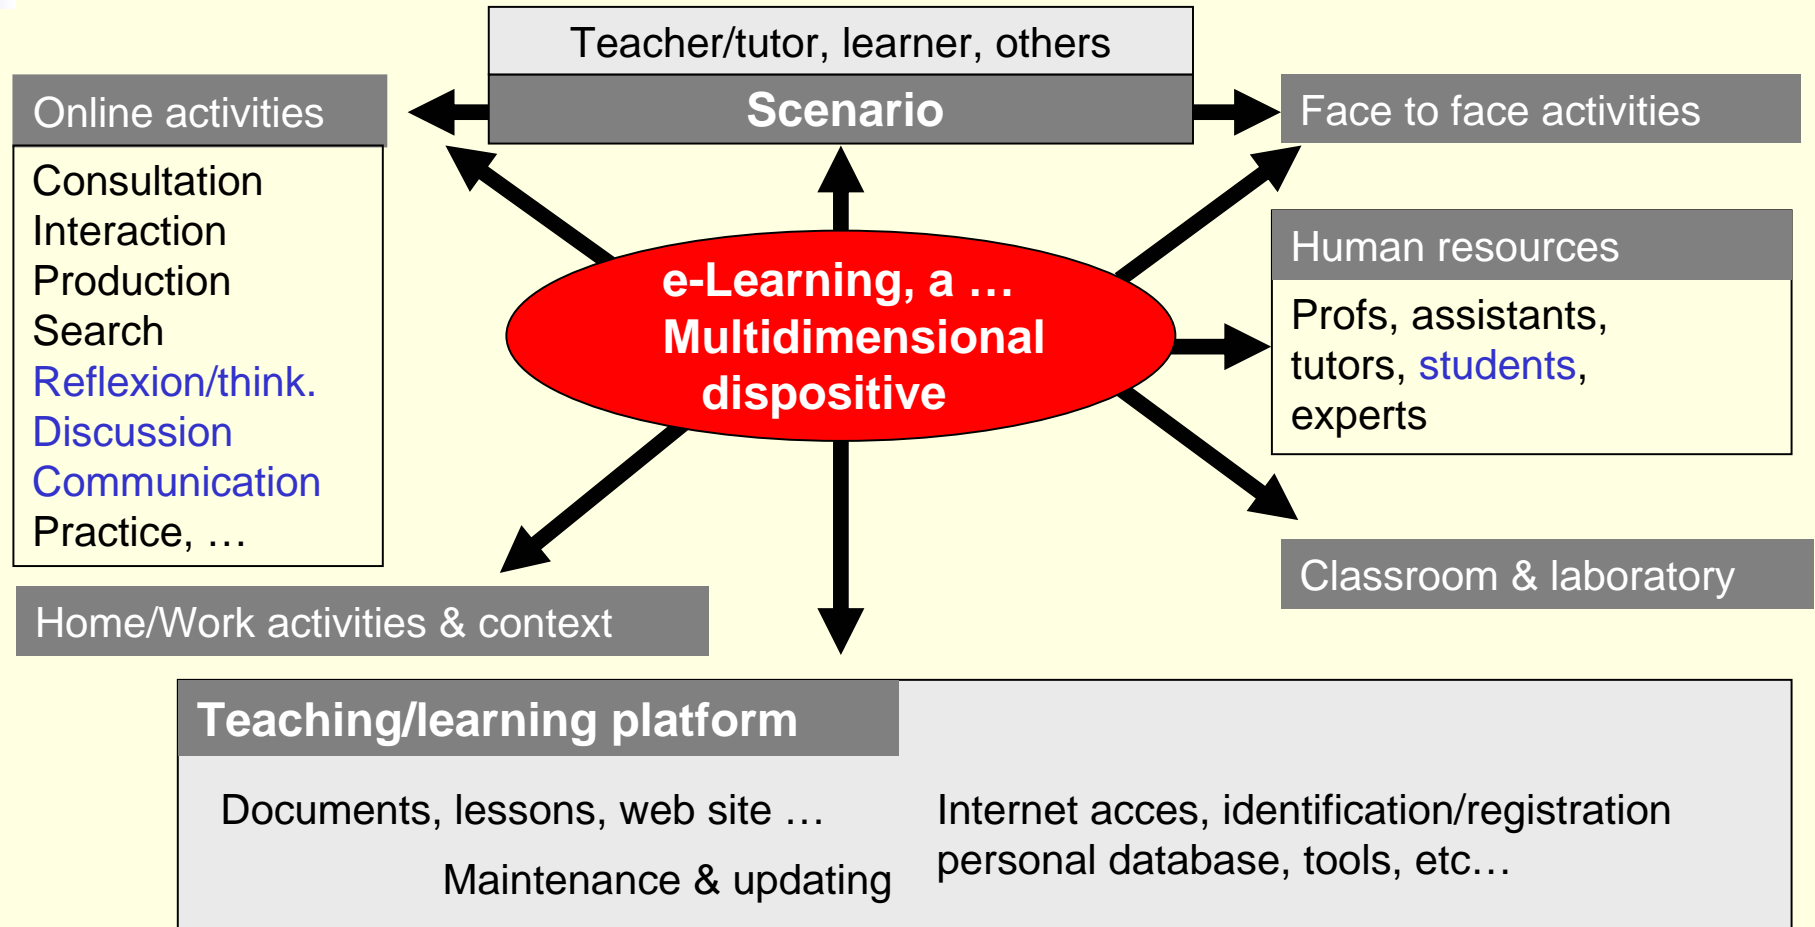 Teacher/tutor, learner, others
Scenario
Online activities
Consultation
Interaction
Production
Search
Reflexion/think.
Discussion
Communication
Practice, …
Face to face activities
e-Learning, a …
Multidimensional
dispositive
Human resources
Profs, assistants,
tutors, students,
experts
Classroom & laboratory
Home/Work activities & context
Teaching/learning platform
Documents, lessons, web site …
Maintenance & updating
Internet acces, identification/registration
personal database, tools, etc…